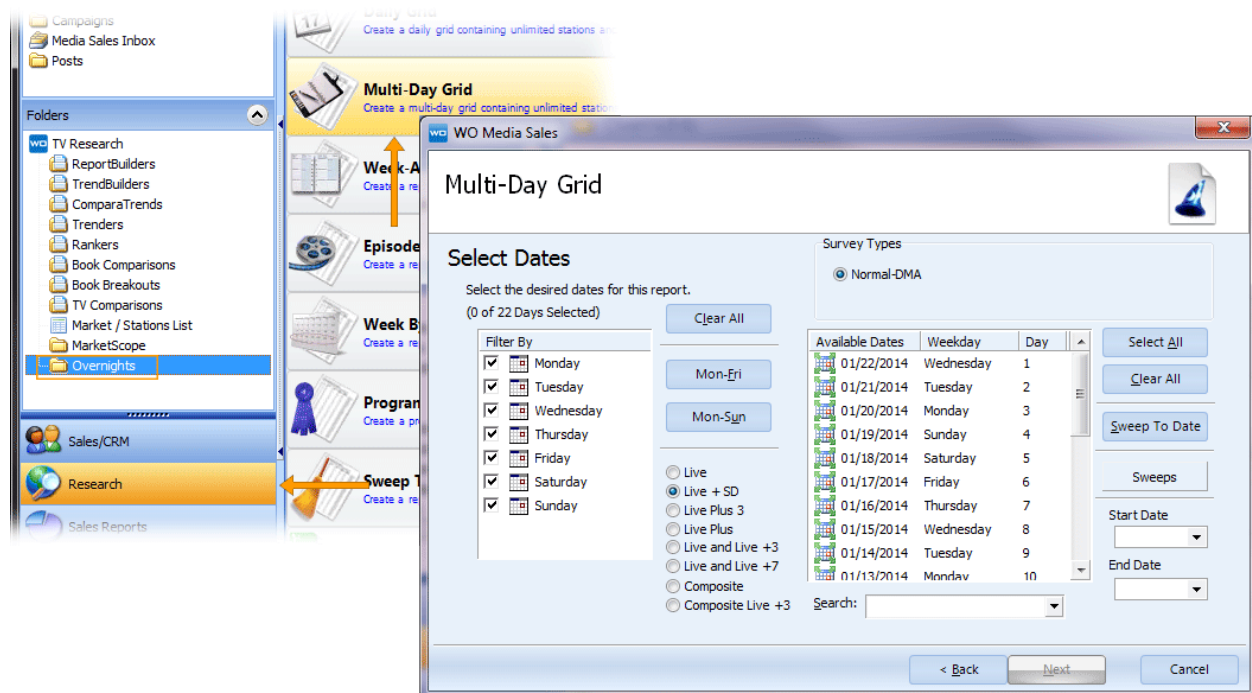 Campaigns
Media Sales Inbox
Posts
Folders
TV Research
ReportBuilders
TrendBuilders
ComparaTrends
Trenders
Rankers
Book Comparisons
Book Breakouts
TV Comparisons
Market / Stations List
MarketScope
Overnights
Sales/CRM
Research
Sales Reports
17
Daily Grid
Create a daily grid containing unlimited stations
Multi-Day Grid
Create a multi-day grid containing unlimited station
Week-A
Create a re
Episode
Create a re
Week B
Create a re
Program
Create a pr
Sweep T
Create a re
WO Media Sales
Multi-Day Grid
Select Dates
Select the desired dates for this report.
(0 of 22 Days Selected)
Clear All
Filter By
Monday
Tuesday
Wednesday
Thursday
Friday
Saturday
Sunday
Mon-Fri
Mon-Sun
Live
Live + SD
Live Plus 3
Live Plus
Live and Live +3
Live and Live +7
Composite
Composite Live +3
Survey Types
Normal-DMA
Available Dates Weekday Day
01/22/2014 Wednesday 1
01/21/2014 Tuesday 2
01/20/2014 Monday 3
01/19/2014 Sunday 4
01/18/2014 Saturday 5
01/17/2014 Friday 6
01/16/2014 Thursday 7
01/15/2014 Wednesday 8
01/14/2014 Tuesday 9
01/13/2014 Monday 10
Search:
Select All
Clear All
Sweep To Date
Sweeps
Start Date
End Date
< Back
Next
Cancel